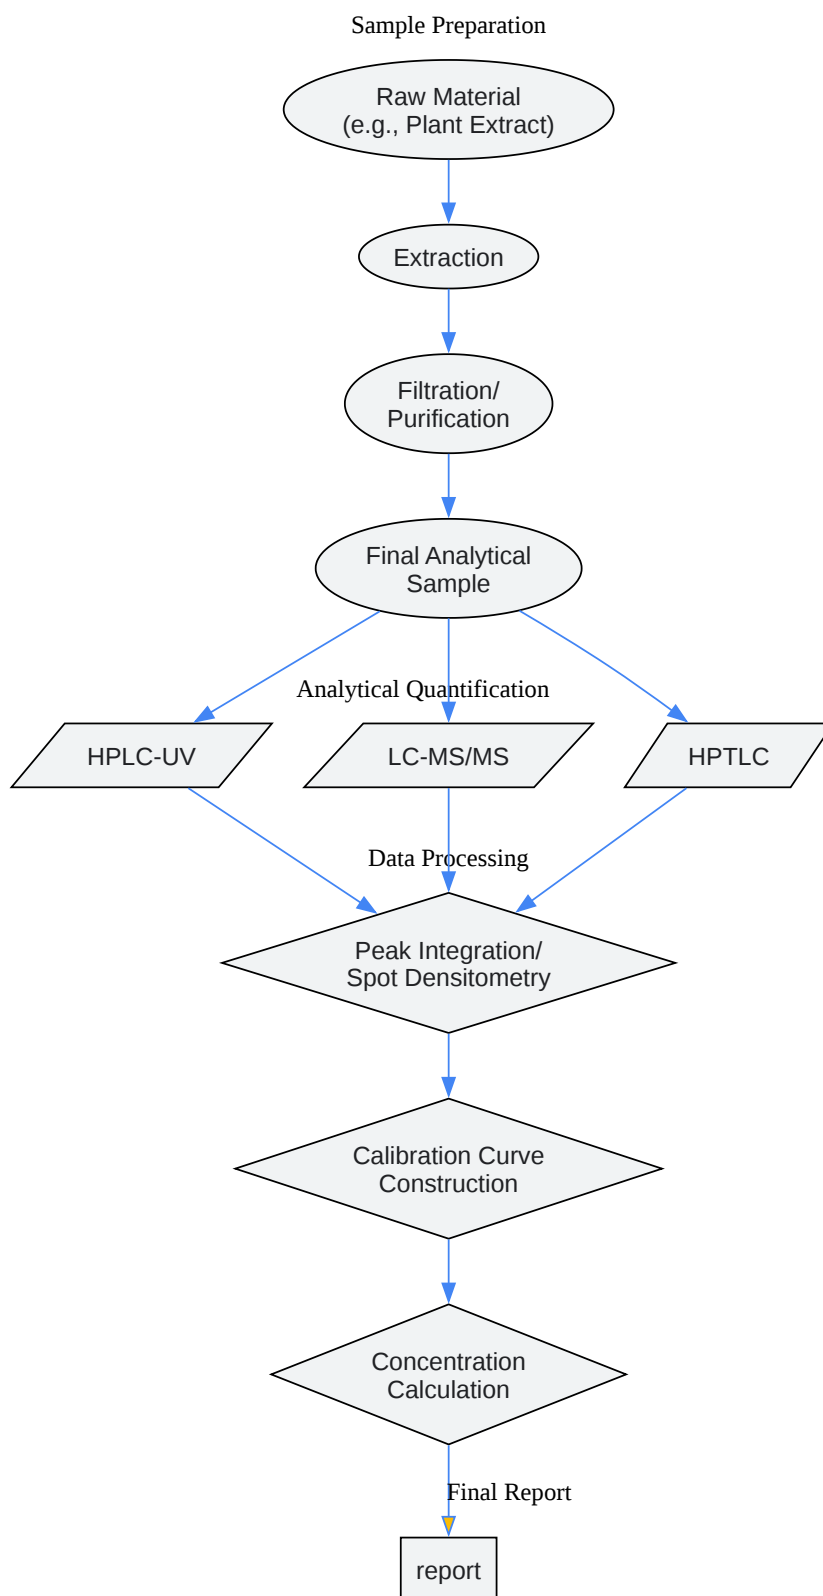 Sample Preparation
Raw Material
(e.g., Plant Extract)
Extraction
Filtration/
Purification
Final Analytical
Sample
Analytical Quantification
HPLC-UV
LC-MS/MS
HPTLC
Data Processing
Peak Integration/
Spot Densitometry
Calibration Curve
Construction
Concentration
Calculation
Final Report
report